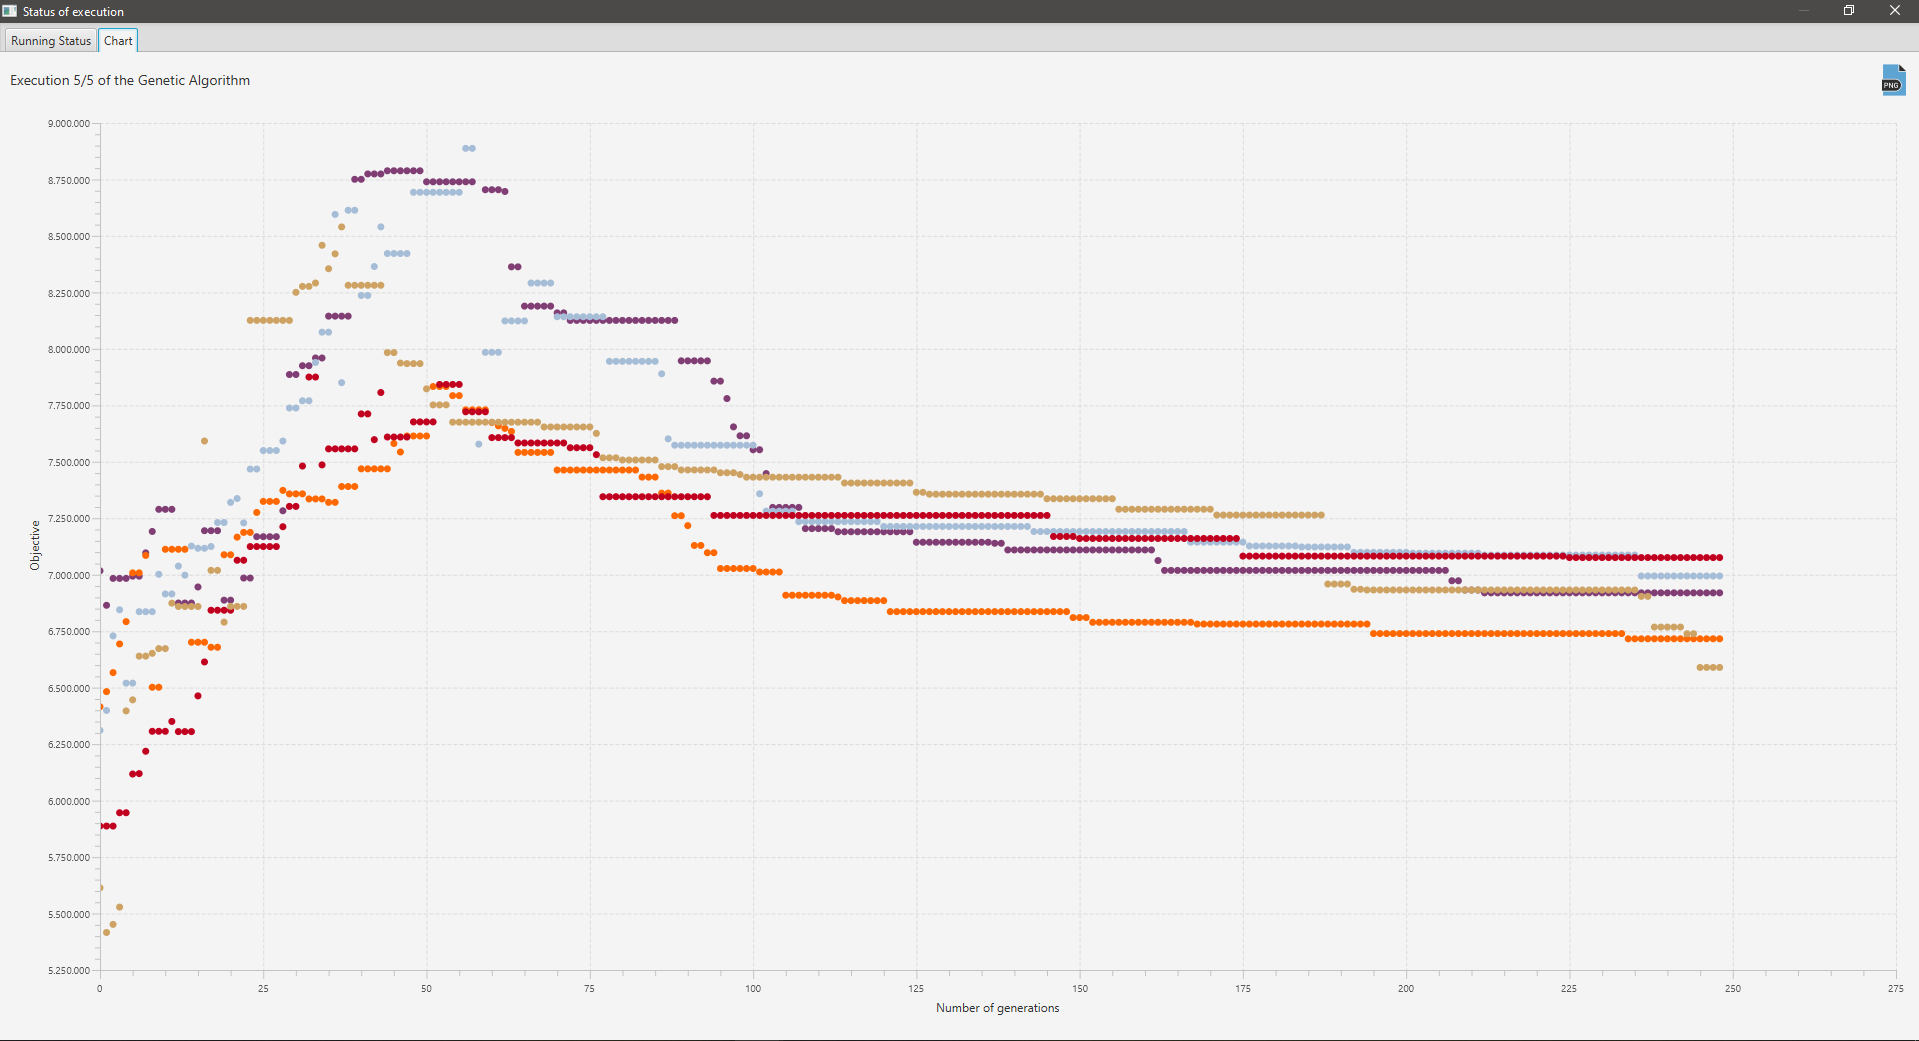 Status of execution
Running Status Chart
Execution 5/5 of the Genetic Algorithm
PNG
9.000.000
8.750.000
8.500.000
8.250.000
8.000.000
7.750.000
7.500.000
7.250.000
7.000.000
6.750.000
6.500.000
6.250.000
6.000.000
5.750.000
5.500.000
5.250.000
Objective
0 25 50 75 100 125 150 175 200 225 250 275
Number of generations